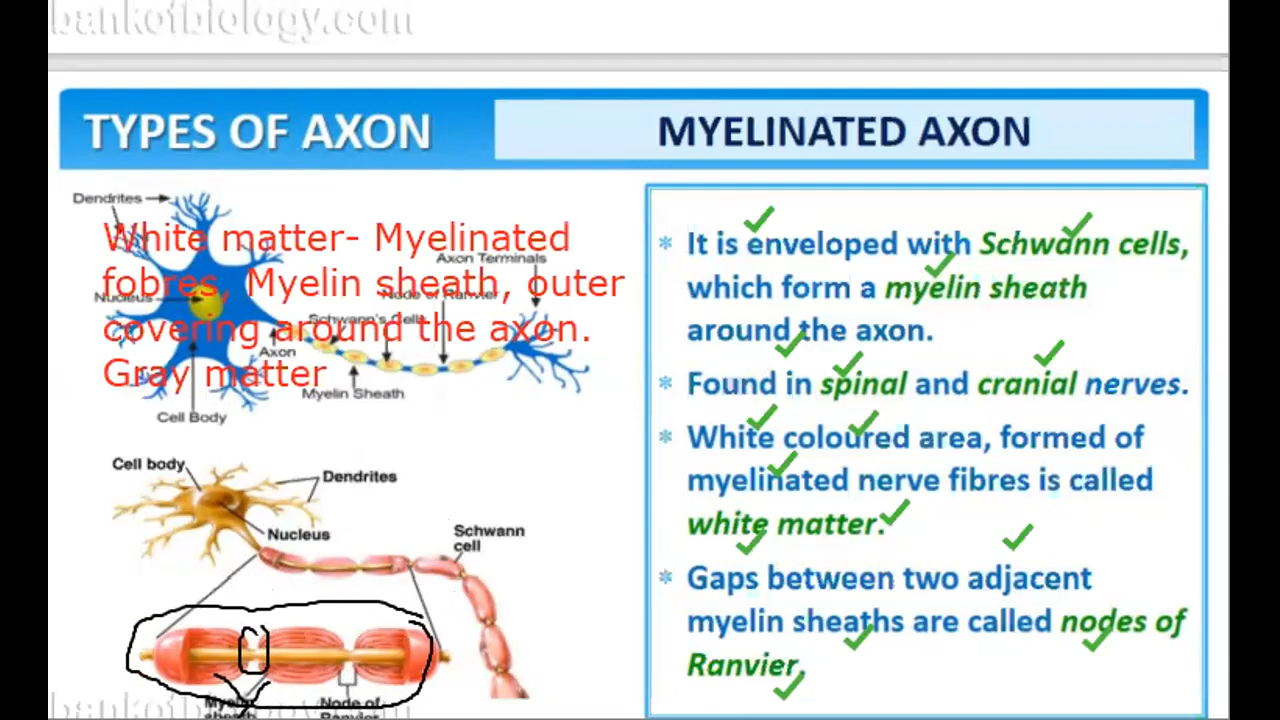 bankofbiology.com
TYPES OF AXON
MYELINATED AXON
Dendrites
White matter- Myelinated
fobres, Myelin sheath, outer
covering around the axon.
Gray matter
Axon Terminals
Nucleus
Node of Ranvier
Schwann's Cells
Axon
Myelin Sheath
Cell Body
Cell body
Dendrites
Nucleus
Schwann
cell
Node of
Ranvier
* It is enveloped with Schwann cells,
which form a myelin sheath
around the axon.
* Found in spinal and cranial nerves.
* White coloured area, formed of
myelinated nerve fibres is called
white matter.
* Gaps between two adjacent
myelin sheaths are called nodes of
Ranvier.
bankofbiology.com